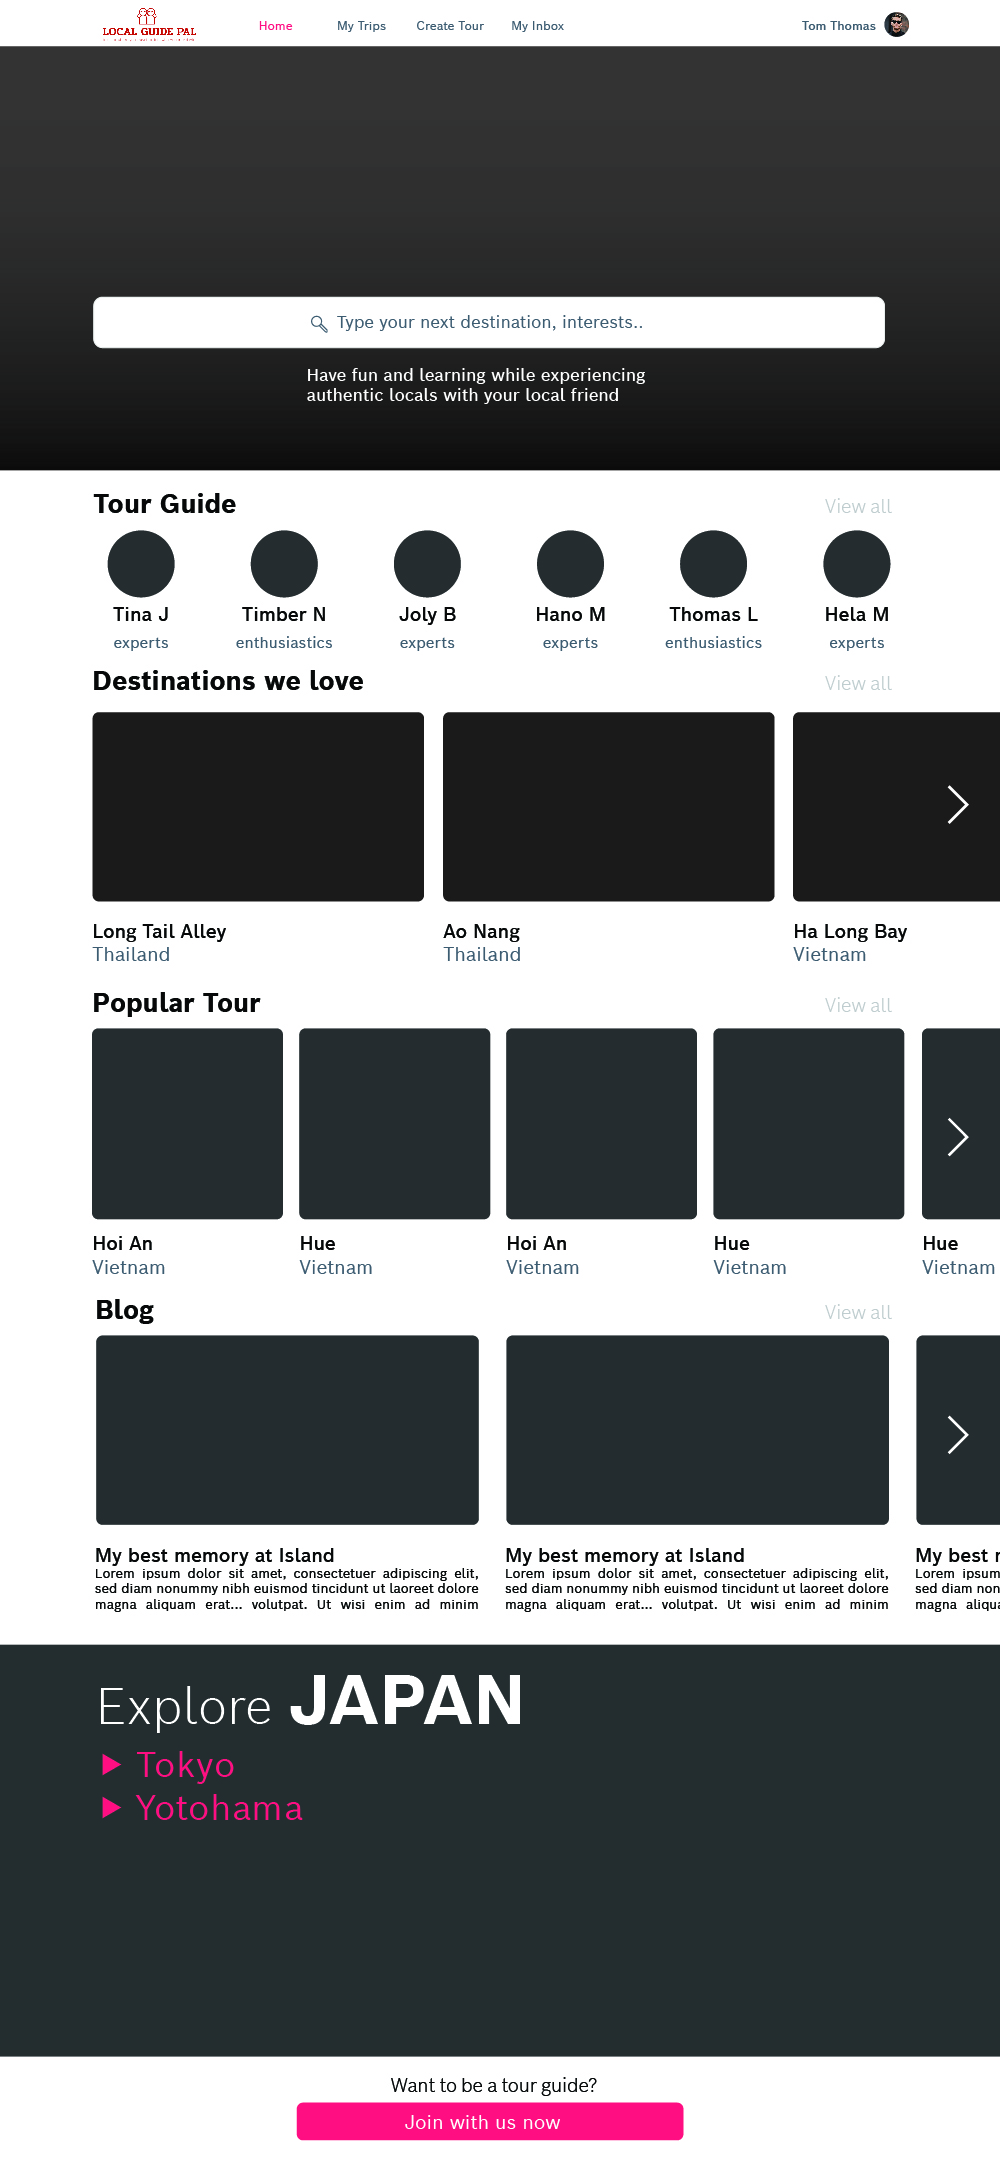 LOCAL GUIDE PAL
Home My Trips Create Tour My Inbox Tom Thomas
Type your next destination, interests..
Have fun and learning while experiencing
authentic locals with your local friend
Tour Guide View all
Tina J Timber N Joly B Hano M Thomas L Hela M
experts enthusiastics experts experts enthusiastics experts
Destinations we love View all
Long Tail Alley Ao Nang Ha Long Bay
Thailand Thailand Vietnam
Popular Tour View all
Hoi An Hue Hoi An Hue Hue
Vietnam Vietnam Vietnam Vietnam Vietnam
Blog View all
My best memory at Island
Lorem ipsum dolor sit amet, consectetuer adipiscing elit,
sed diam nonummy nibh euismod tincidunt ut laoreet dolore
magna aliquam erat... volutpat. Ut wisi enim ad minim
My best memory at Island
Lorem ipsum dolor sit amet, consectetuer adipiscing elit,
sed diam nonummy nibh euismod tincidunt ut laoreet dolore
magna aliquam erat... volutpat. Ut wisi enim ad minim
My best
Lorem ipsum
sed diam non
magna aliqua
Explore JAPAN
Tokyo
Yotohama
Want to be a tour guide?
Join with us now